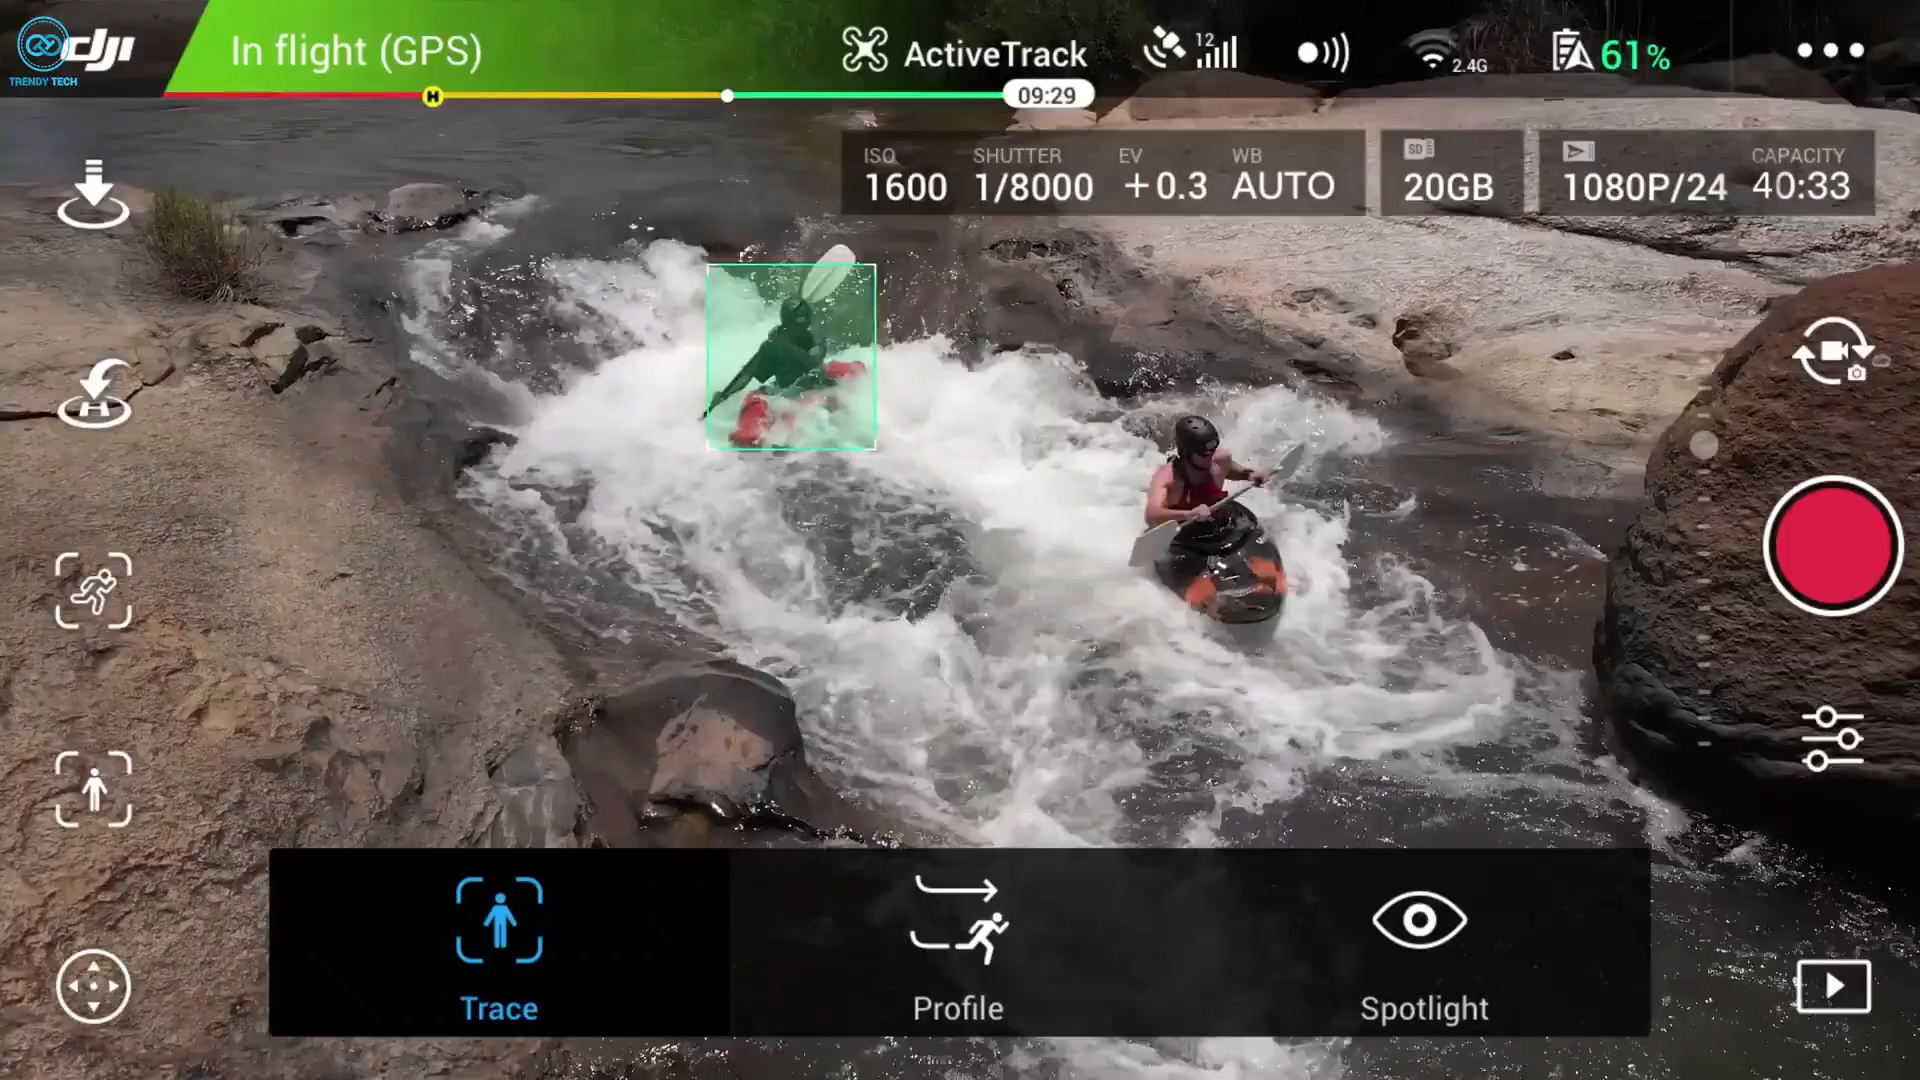 TRENDY TECH
dji
In flight (GPS)
ActiveTrack
12
2.4G
61%
H
09:29
ISO
1600
SHUTTER
1/8000
EV
+0.3
WB
AUTO
SD
20GB
1080P/24
CAPACITY
40:33
H
Trace
Profile
Spotlight